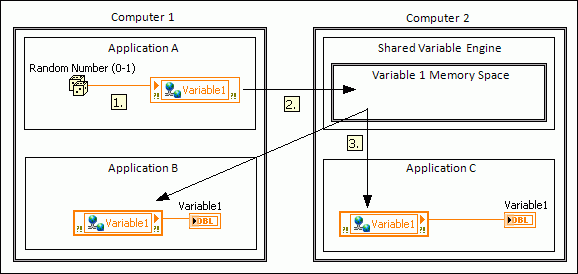 Computer 1
Computer 2
Application A
Random Number (0-1)
Variable1
?!
?!
1.
2.
Shared Variable Engine
Variable 1 Memory Space
3.
Application B
Variable1
?!
?!
Variable1
DBL
Application C
Variable1
?!
?!
Variable1
DBL